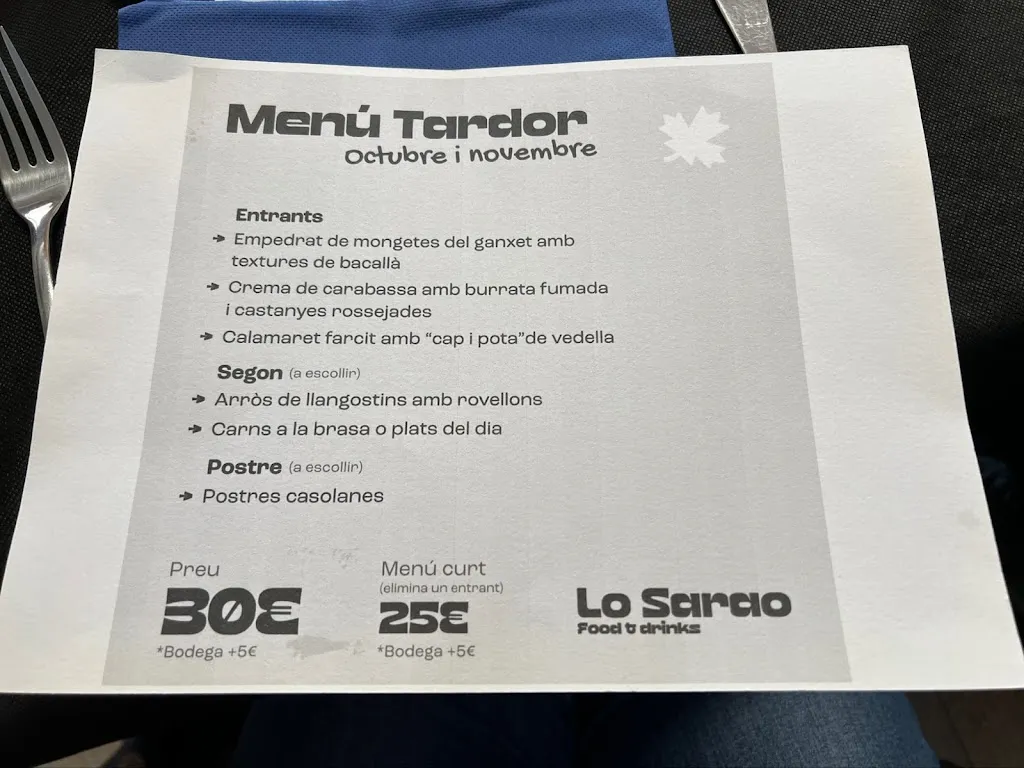 Menú Tardor
Octubre i novembre
Entrants
Empedrat de mongetes del ganxet amb
textures de bacallà
Crema de carabassa amb burrata fumada
i castanyes rossejades
Calamaret farcit amb "cap i pota"de vedella
Segon (a escollir)
Arròs de llangostins amb rovellons
Carns a la brasa o plats del dia
Postre (a escollir)
Postres casolanes
Preu
30€
*Bodega +5€
Menú curt
(elimina un entrant)
25€
*Bodega +5€
Lo Sarao
Food & drinks